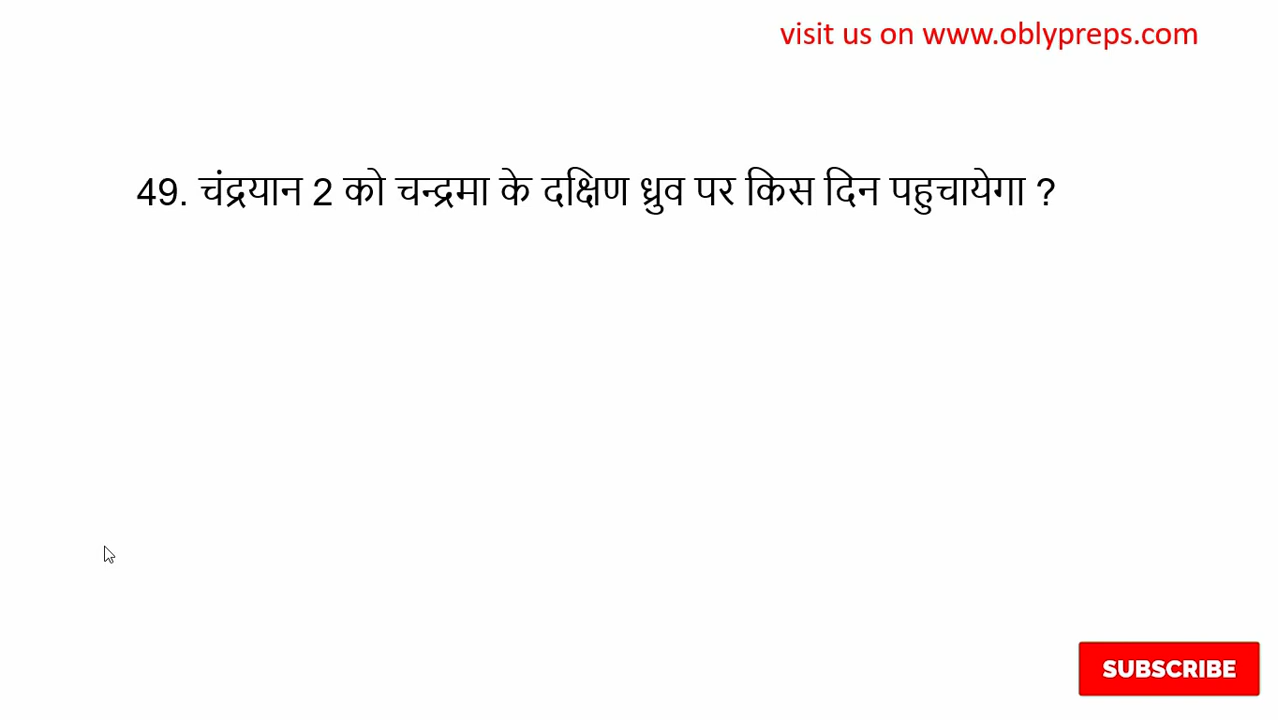 visit us on www.oblypreps.com
49. चंद्रयान 2 को चन्द्रमा के दक्षिण ध्रुव पर किस दिन पहुचायेगा ?
SUBSCRIBE